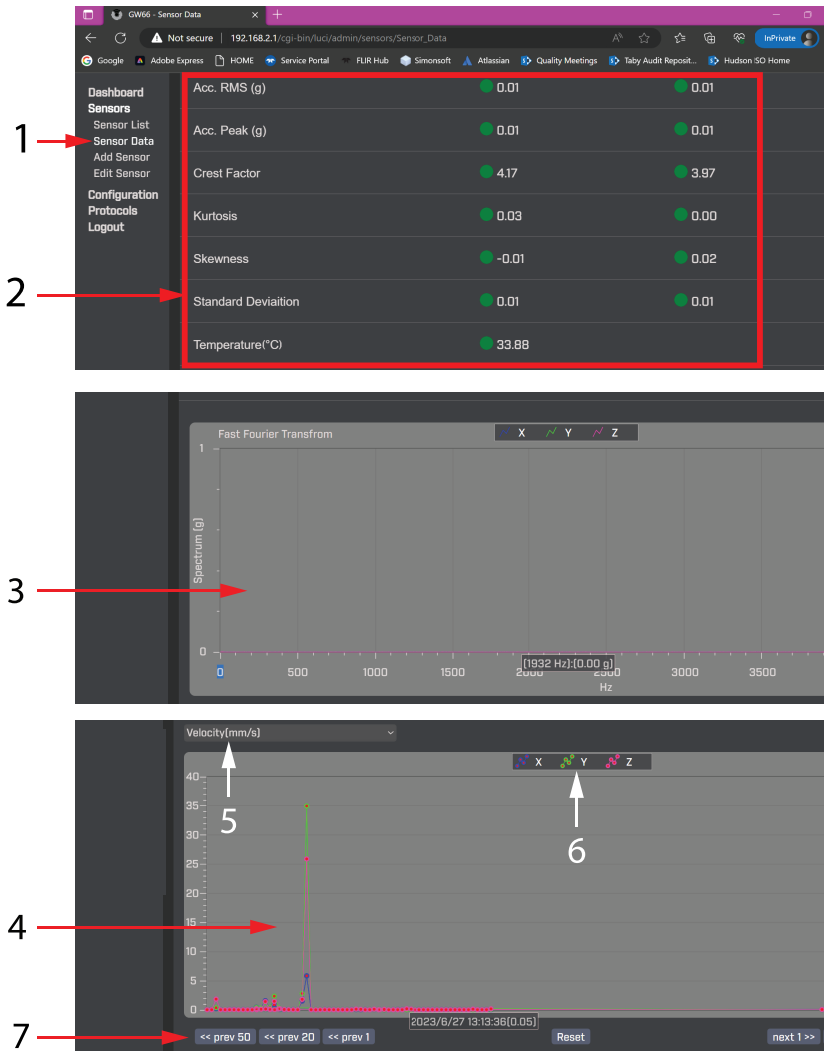 GW66 - Sensor Data
Not secure | 192.168.2.1/cgi-bin/luci/admin/sensors/Sensor_Data
InPrivate
Google Adobe Express HOME Service Portal FLIR Hub Simonsoft Atlassian Quality Meetings Taby Audit Reposit... Hudson ISO Home
Dashboard
Sensors
Sensor List
Sensor Data
Add Sensor
Edit Sensor
Configuration
Protocols
Logout
1
2
Acc. RMS (g) 0.01 0.01
Acc. Peak (g) 0.01 0.01
Crest Factor 4.17 3.97
Kurtosis 0.03 0.00
Skewness -0.01 0.02
Standard Deviaition 0.01 0.01
Temperature(°C) 33.88
Fast Fourier Transfrom
X Y Z
1
Spectrum (g)
3
0
[1932 Hz]:[0.00 g]
0 500 1000 1500 2000 2500 3000 3500
Hz
Velocity(mm/s)
X Y Z
5
6
40
35
30
25
20
15
10
5
0
4
2023/6/27 13:13:36[0.05]
7
<< prev 50 << prev 20 << prev 1 Reset next 1 >>